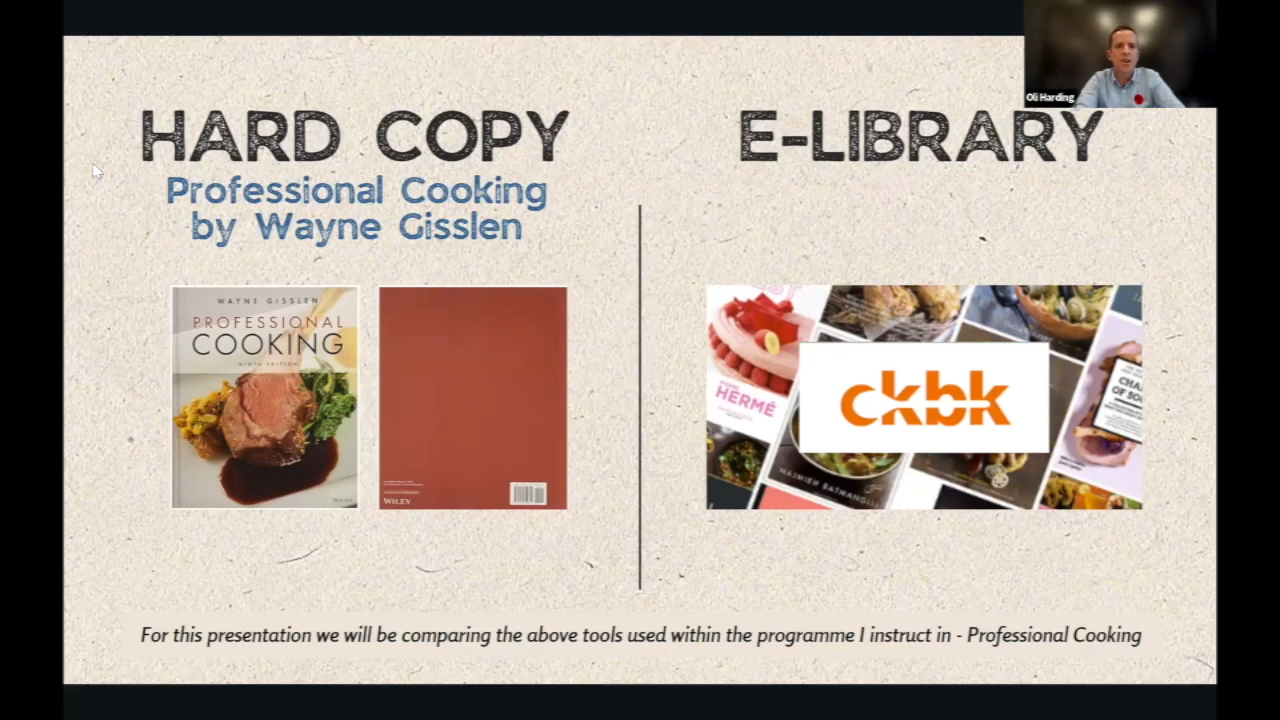 Oli Harding
HARD COPY
Professional Cooking
by Wayne Gisslen
WAYNE GISSLEN
PROFESSIONAL
COOKING
NINTH EDITION
WILEY
WILEY
E-LIBRARY
PIERRE
HERMÉ
ckbk
NAJMIEH BATMANGLIJ
CHA
OF SO
For this presentation we will be comparing the above tools used within the programme I instruct in - Professional Cooking